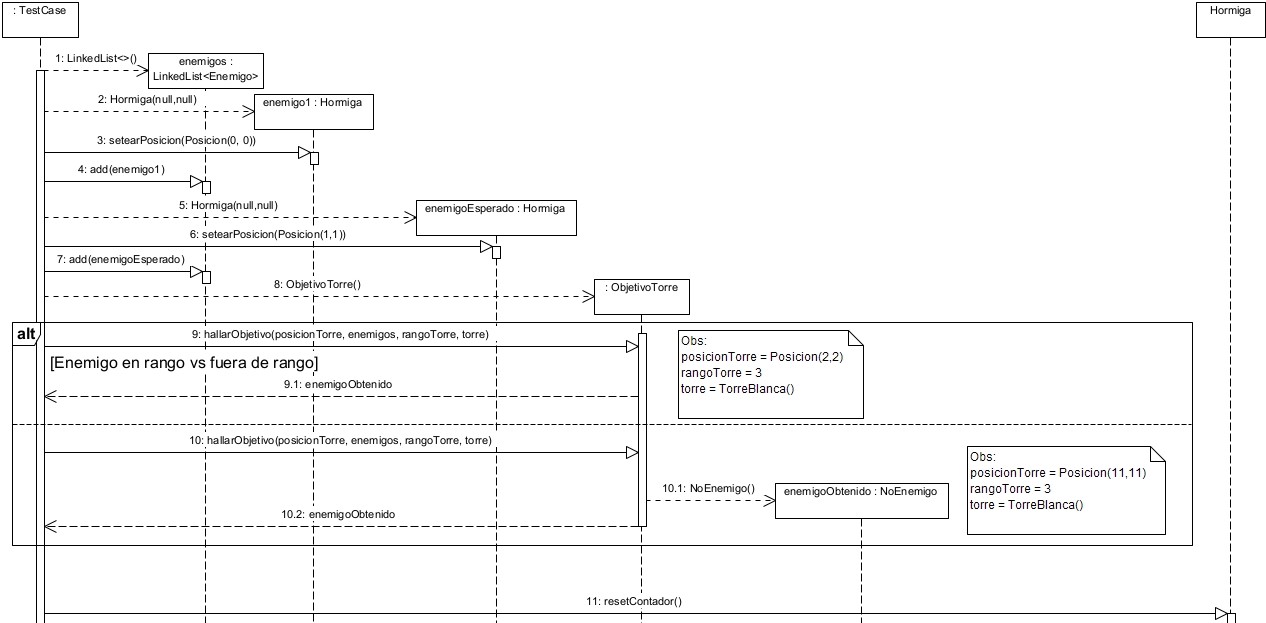 : TestCase
Hormiga
1: LinkedList<>()
enemigos :
LinkedList<Enemigo>
2: Hormiga(null,null)
enemigo1 : Hormiga
3: setearPosicion(Posicion(0, 0))
4: add(enemigo1)
5: Hormiga(null,null)
enemigoEsperado : Hormiga
6: setearPosicion(Posicion(1,1))
7: add(enemigoEsperado)
8: ObjetivoTorre()
: ObjetivoTorre
alt
9: hallarObjetivo(posicionTorre, enemigos, rangoTorre, torre)
[Enemigo en rango vs fuera de rango]
9.1: enemigoObtenido
Obs:
posicionTorre = Posicion(2,2)
rangoTorre = 3
torre = TorreBlanca()
10: hallarObjetivo(posicionTorre, enemigos, rangoTorre, torre)
10.1: NoEnemigo()
enemigoObtenido : NoEnemigo
Obs:
posicionTorre = Posicion(11,11)
rangoTorre = 3
torre = TorreBlanca()
10.2: enemigoObtenido
11: resetContador()